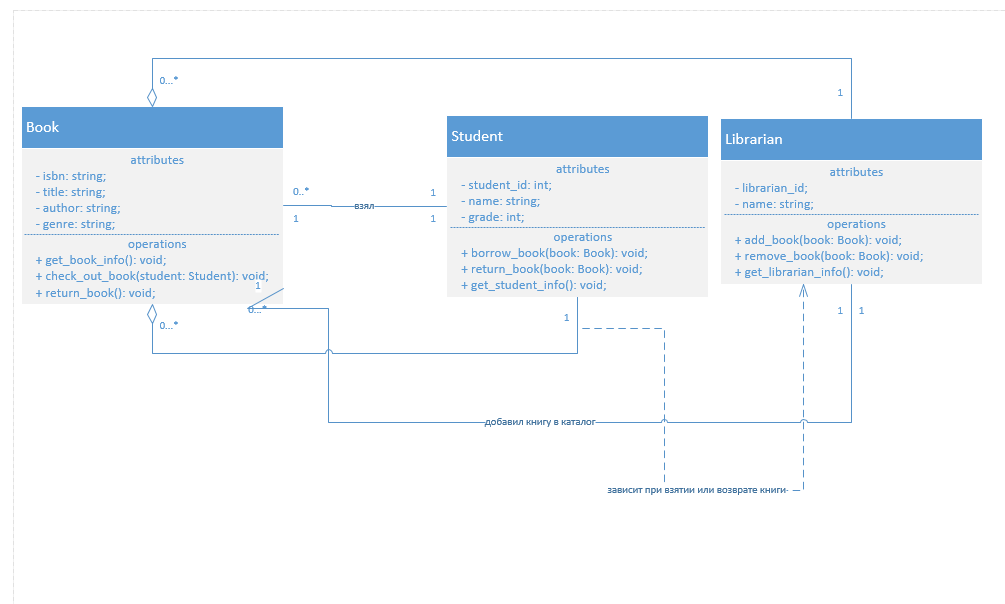 0...*
1
Book
attributes
- isbn: string;
- title: string;
- author: string;
- genre: string;
operations
+ get_book_info(): void;
+ check_out_book(student: Student): void;
+ return_book(): void;
1
0...*
0...*
0..*
1
взял
1
1
Student
attributes
- student_id: int;
- name: string;
- grade: int;
operations
+ borrow_book(book: Book): void;
+ return_book(book: Book): void;
+ get_student_info(): void;
1
Librarian
attributes
- librarian_id;
- name: string;
operations
+ add_book(book: Book): void;
+ remove_book(book: Book): void;
+ get_librarian_info(): void;
1
1
добавил книгу в каталог
зависит при взятии или возврате книги